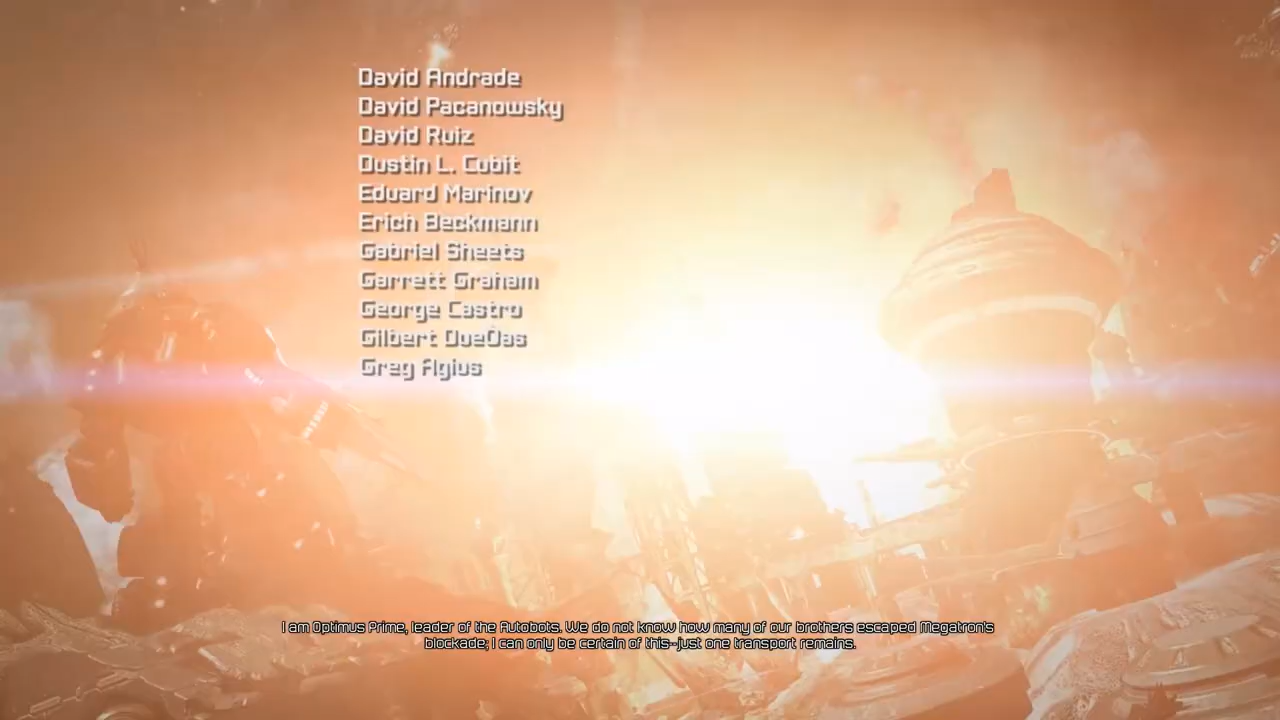 David Andrade
David Pacanowsky
David Ruiz
Dustin L. Cubit
Eduard Marinov
Erich Beckmann
Gabriel Sheets
Garrett Graham
George Castro
Gilbert DueÒas
Greg Agius
I am Optimus Prime, leader of the Autobots. We do not know how many of our brothers escaped Megatron's
blockade; I can only be certain of this--just one transport remains.